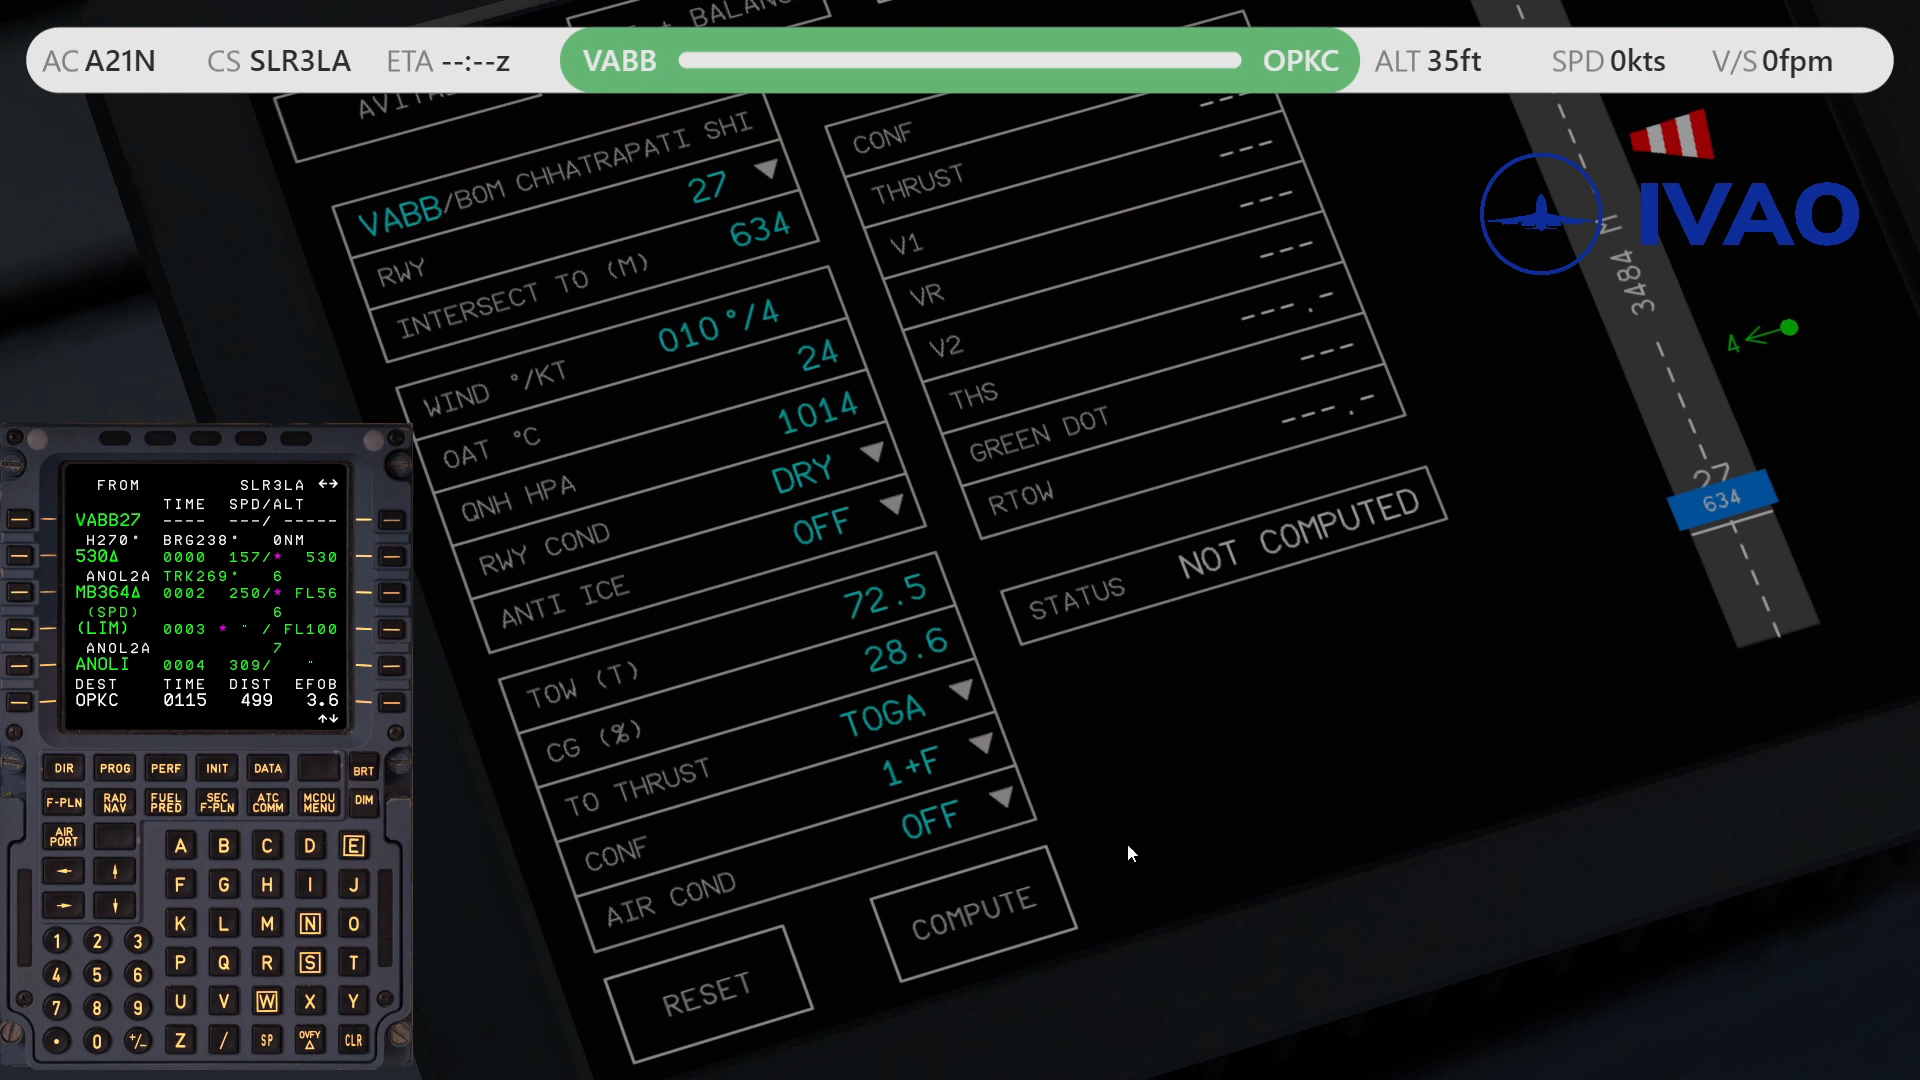 + BALAN
AC A21N CS SLR3LA ETA --:--z VABB OPKC ALT 35ft SPD 0kts V/S 0fpm
AVIT
VABB/BOM CHHATRAPATI SHI
RWY 27
INTERSECT TO (M) 634
WIND °/KT 010°/4
OAT °C 24
QNH HPA 1014
RWY COND DRY
ANTI ICE OFF
TOW (T) 72.5
CG (%) 28.6
TO THRUST TOGA
CONF 1+F
AIR COND OFF
RESET COMPUTE
CONF ---
THRUST ---
V1 ---
VR ---
V2 ---.-
THS ---
GREEN DOT ---.-
RTOW
STATUS NOT COMPUTED
IVAO
3484 M
4
27
634
FROM SLR3LA ↔
TIME SPD/ALT
VABB27 ---- ---/ -----
H270° BRG238° 0NM
530Δ 0000 157/* 530
ANOL2A TRK269° 6
MB364Δ 0002 250/* FL56
(SPD) 6
(LIM) 0003 * " / FL100
ANOL2A 7
ANOLI 0004 309/ "
DEST TIME DIST EFOB
OPKC 0115 499 3.6
↑↓
DIR PROG PERF INIT DATA BRT
F-PLN RAD NAV FUEL PRED SEC F-PLN ATC COMM MCDU MENU DIM
AIR PORT
A B C D E
← ↑ F G H I J
→ ↓ K L M N O
1 2 3 P Q R S T
4 5 6 U V W X Y
7 8 9 Z / SP OVFY Δ CLR
. 0 +/-